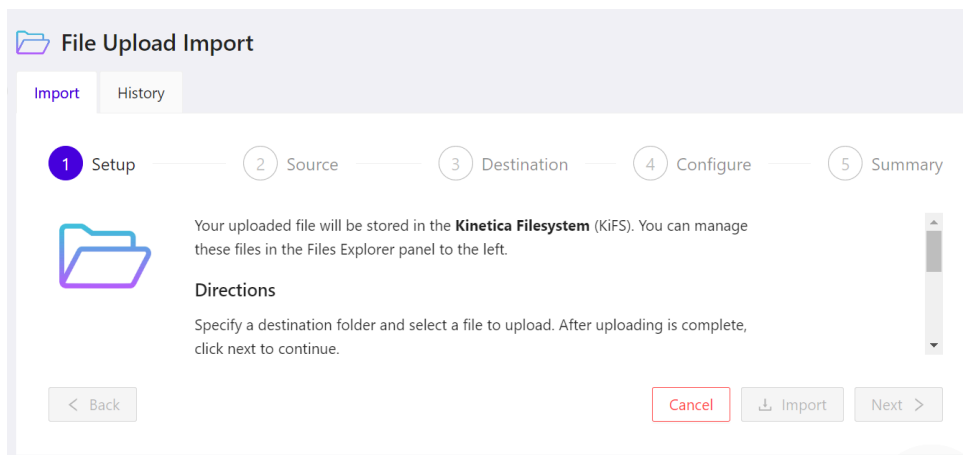 File Upload Import
Import History
1 Setup 2 Source 3 Destination 4 Configure 5 Summary
Your uploaded file will be stored in the Kinetica Filesystem (KiFS). You can manage
these files in the Files Explorer panel to the left.
Directions
Specify a destination folder and select a file to upload. After uploading is complete,
click next to continue.
< Back Cancel Import Next >